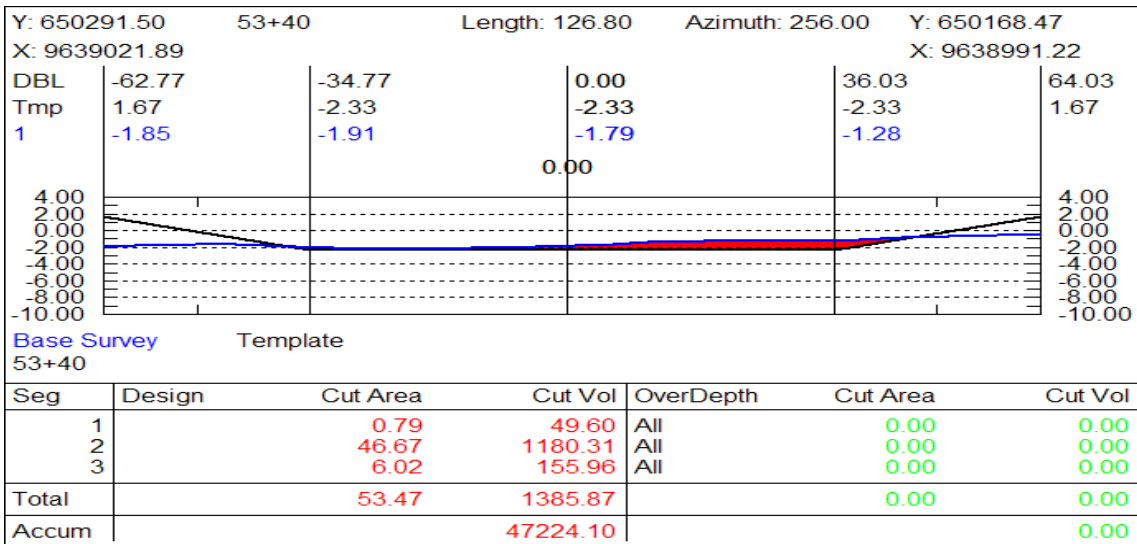 Y: 650291.50 53+40 Length: 126.80 Azimuth: 256.00 Y: 650168.47
X: 9639021.89 X: 9638991.22
DBL -62.77 -34.77 0.00 36.03 64.03
Tmp 1.67 -2.33 -2.33 -2.33 1.67
1 -1.85 -1.91 -1.79 -1.28
0.00
4.00 4.00
2.00 2.00
0.00 0.00
-2.00 -2.00
-4.00 -4.00
-6.00 -6.00
-8.00 -8.00
-10.00 -10.00
Base Survey Template
53+40
Seg Design Cut Area Cut Vol OverDepth Cut Area Cut Vol
1 0.79 49.60 All 0.00 0.00
2 46.67 1180.31 All 0.00 0.00
3 6.02 155.96 All 0.00 0.00
Total 53.47 1385.87 0.00 0.00
Accum 47224.10 0.00